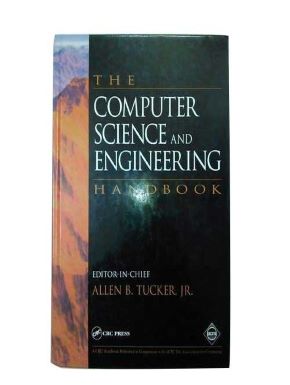 THE
COMPUTER
SCIENCE AND
ENGINEERING
HANDBOOK
EDITOR-IN-CHIEF
ALLEN B. TUCKER, JR.
CRC PRESS